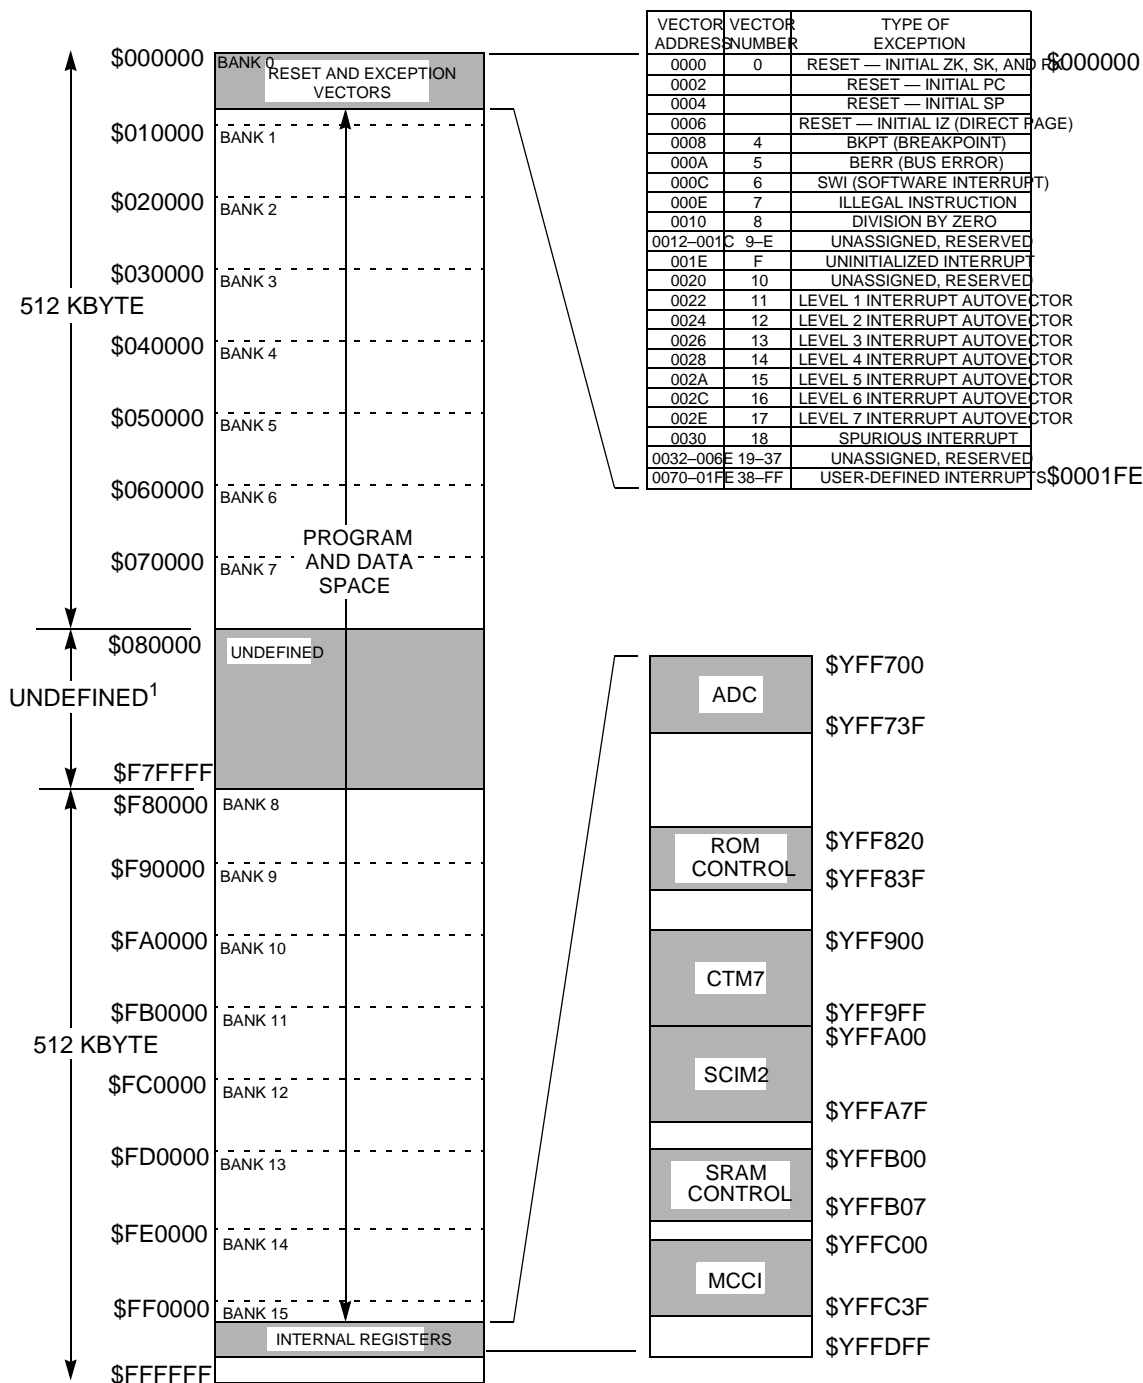 VECTOR ADDRESS VECTOR NUMBER TYPE OF EXCEPTION
0000 0 RESET — INITIAL ZK, SK, AND PK
0002 RESET — INITIAL PC
0004 RESET — INITIAL SP
0006 RESET — INITIAL IZ (DIRECT PAGE)
0008 4 BKPT (BREAKPOINT)
000A 5 BERR (BUS ERROR)
000C 6 SWI (SOFTWARE INTERRUPT)
000E 7 ILLEGAL INSTRUCTION
0010 8 DIVISION BY ZERO
0012–001C 9–E UNASSIGNED, RESERVED
001E F UNINITIALIZED INTERRUPT
0020 10 UNASSIGNED, RESERVED
0022 11 LEVEL 1 INTERRUPT AUTOVECTOR
0024 12 LEVEL 2 INTERRUPT AUTOVECTOR
0026 13 LEVEL 3 INTERRUPT AUTOVECTOR
0028 14 LEVEL 4 INTERRUPT AUTOVECTOR
002A 15 LEVEL 5 INTERRUPT AUTOVECTOR
002C 16 LEVEL 6 INTERRUPT AUTOVECTOR
002E 17 LEVEL 7 INTERRUPT AUTOVECTOR
0030 18 SPURIOUS INTERRUPT
0032–006E 19–37 UNASSIGNED, RESERVED
0070–01FE 38–FF USER-DEFINED INTERRUPTS
$000000
$0001FE
$000000
BANK 0
RESET AND EXCEPTION
VECTORS
$010000
BANK 1
$020000
BANK 2
$030000
BANK 3
512 KBYTE
$040000
BANK 4
$050000
BANK 5
$060000
BANK 6
$070000
BANK 7
PROGRAM
AND DATA
SPACE
$080000
UNDEFINED
UNDEFINED1
$F7FFFF
$F80000
BANK 8
$F90000
BANK 9
$FA0000
BANK 10
$FB0000
BANK 11
512 KBYTE
$FC0000
BANK 12
$FD0000
BANK 13
$FE0000
BANK 14
$FF0000
BANK 15
INTERNAL REGISTERS
$FFFFFF
$YFF700
ADC
$YFF73F
$YFF820
ROM
CONTROL
$YFF83F
$YFF900
CTM7
$YFF9FF
$YFFA00
SCIM2
$YFFA7F
$YFFB00
SRAM
CONTROL
$YFFB07
$YFFC00
MCCI
$YFFC3F
$YFFDFF